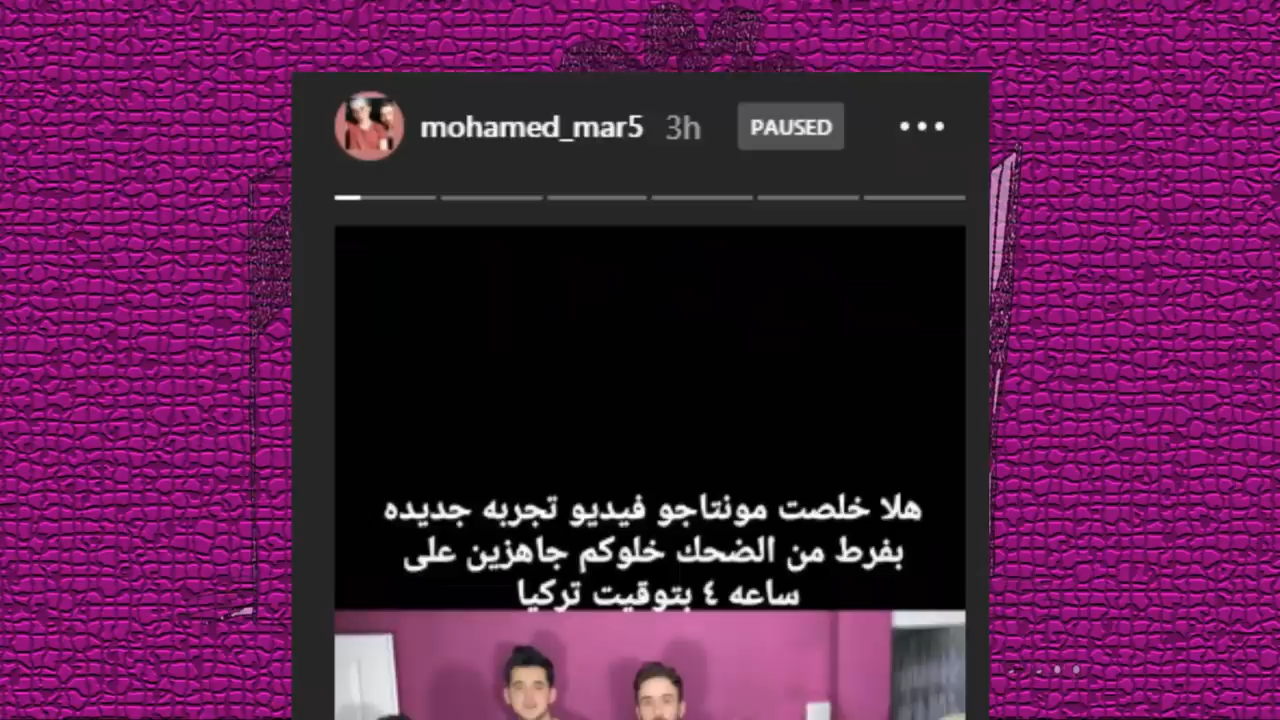 mohamed_mar5 3h PAUSED
هلا خلصت مونتاجو فيديو تجربه جديده
بفرط من الضحك خلوكم جاهزين على
ساعه ٤ بتوقيت تركيا